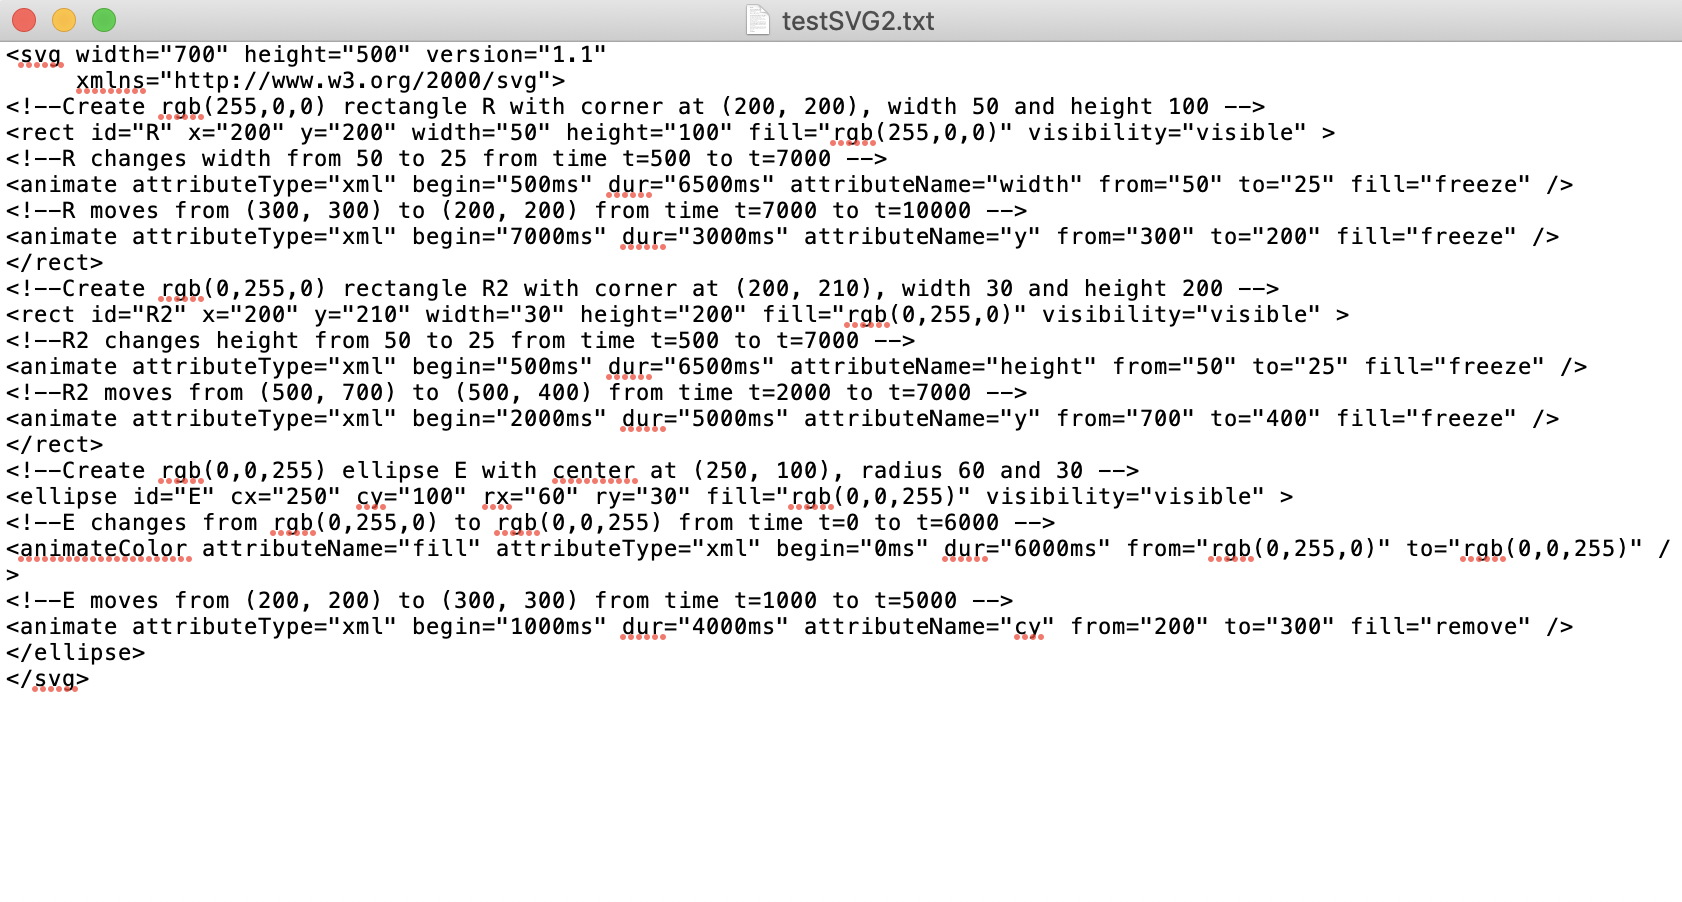 testSVG2.txt
<svg width="700" height="500" version="1.1"
     xmlns="http://www.w3.org/2000/svg">
<!--Create rgb(255,0,0) rectangle R with corner at (200, 200), width 50 and height 100 -->
<rect id="R" x="200" y="200" width="50" height="100" fill="rgb(255,0,0)" visibility="visible" >
<!--R changes width from 50 to 25 from time t=500 to t=7000 -->
<animate attributeType="xml" begin="500ms" dur="6500ms" attributeName="width" from="50" to="25" fill="freeze" />
<!--R moves from (300, 300) to (200, 200) from time t=7000 to t=10000 -->
<animate attributeType="xml" begin="7000ms" dur="3000ms" attributeName="y" from="300" to="200" fill="freeze" />
</rect>
<!--Create rgb(0,255,0) rectangle R2 with corner at (200, 210), width 30 and height 200 -->
<rect id="R2" x="200" y="210" width="30" height="200" fill="rgb(0,255,0)" visibility="visible" >
<!--R2 changes height from 50 to 25 from time t=500 to t=7000 -->
<animate attributeType="xml" begin="500ms" dur="6500ms" attributeName="height" from="50" to="25" fill="freeze" />
<!--R2 moves from (500, 700) to (500, 400) from time t=2000 to t=7000 -->
<animate attributeType="xml" begin="2000ms" dur="5000ms" attributeName="y" from="700" to="400" fill="freeze" />
</rect>
<!--Create rgb(0,0,255) ellipse E with center at (250, 100), radius 60 and 30 -->
<ellipse id="E" cx="250" cy="100" rx="60" ry="30" fill="rgb(0,0,255)" visibility="visible" >
<!--E changes from rgb(0,255,0) to rgb(0,0,255) from time t=0 to t=6000 -->
<animateColor attributeName="fill" attributeType="xml" begin="0ms" dur="6000ms" from="rgb(0,255,0)" to="rgb(0,0,255)" /
>
<!--E moves from (200, 200) to (300, 300) from time t=1000 to t=5000 -->
<animate attributeType="xml" begin="1000ms" dur="4000ms" attributeName="cy" from="200" to="300" fill="remove" />
</ellipse>
</svg>